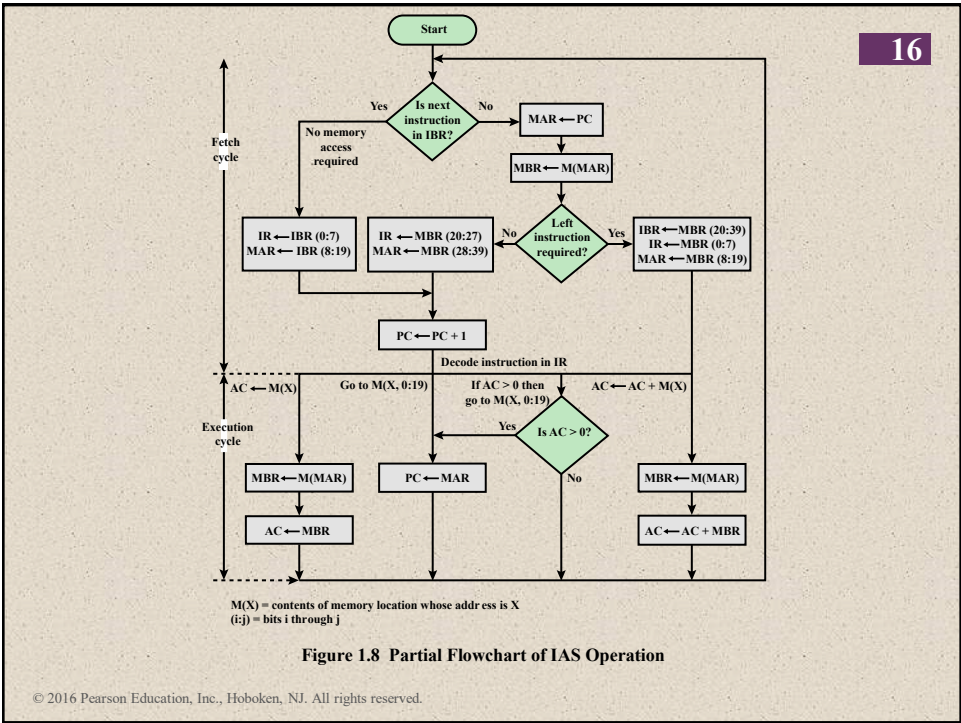 Start
16
Yes
Is next
instruction
in IBR?
No
MAR ← PC
No memory
access
required
Fetch
cycle
MBR ← M(MAR)
IR ← IBR (0:7)
MAR ← IBR (8:19)
IR ← MBR (20:27)
MAR ← MBR (28:39)
No
Left
instruction
required?
Yes
IBR ← MBR (20:39)
IR ← MBR (0:7)
MAR ← MBR (8:19)
PC ← PC + 1
Decode instruction in IR
AC ← M(X)
Go to M(X, 0:19)
If AC > 0 then
go to M(X, 0:19)
AC ← AC + M(X)
Execution
cycle
Yes
Is AC > 0?
No
MBR ← M(MAR)
PC ← MAR
MBR ← M(MAR)
AC ← MBR
AC ← AC + MBR
M(X) = contents of memory location whose addr ess is X
(i:j) = bits i through j
Figure 1.8 Partial Flowchart of IAS Operation
© 2016 Pearson Education, Inc., Hoboken, NJ. All rights reserved.